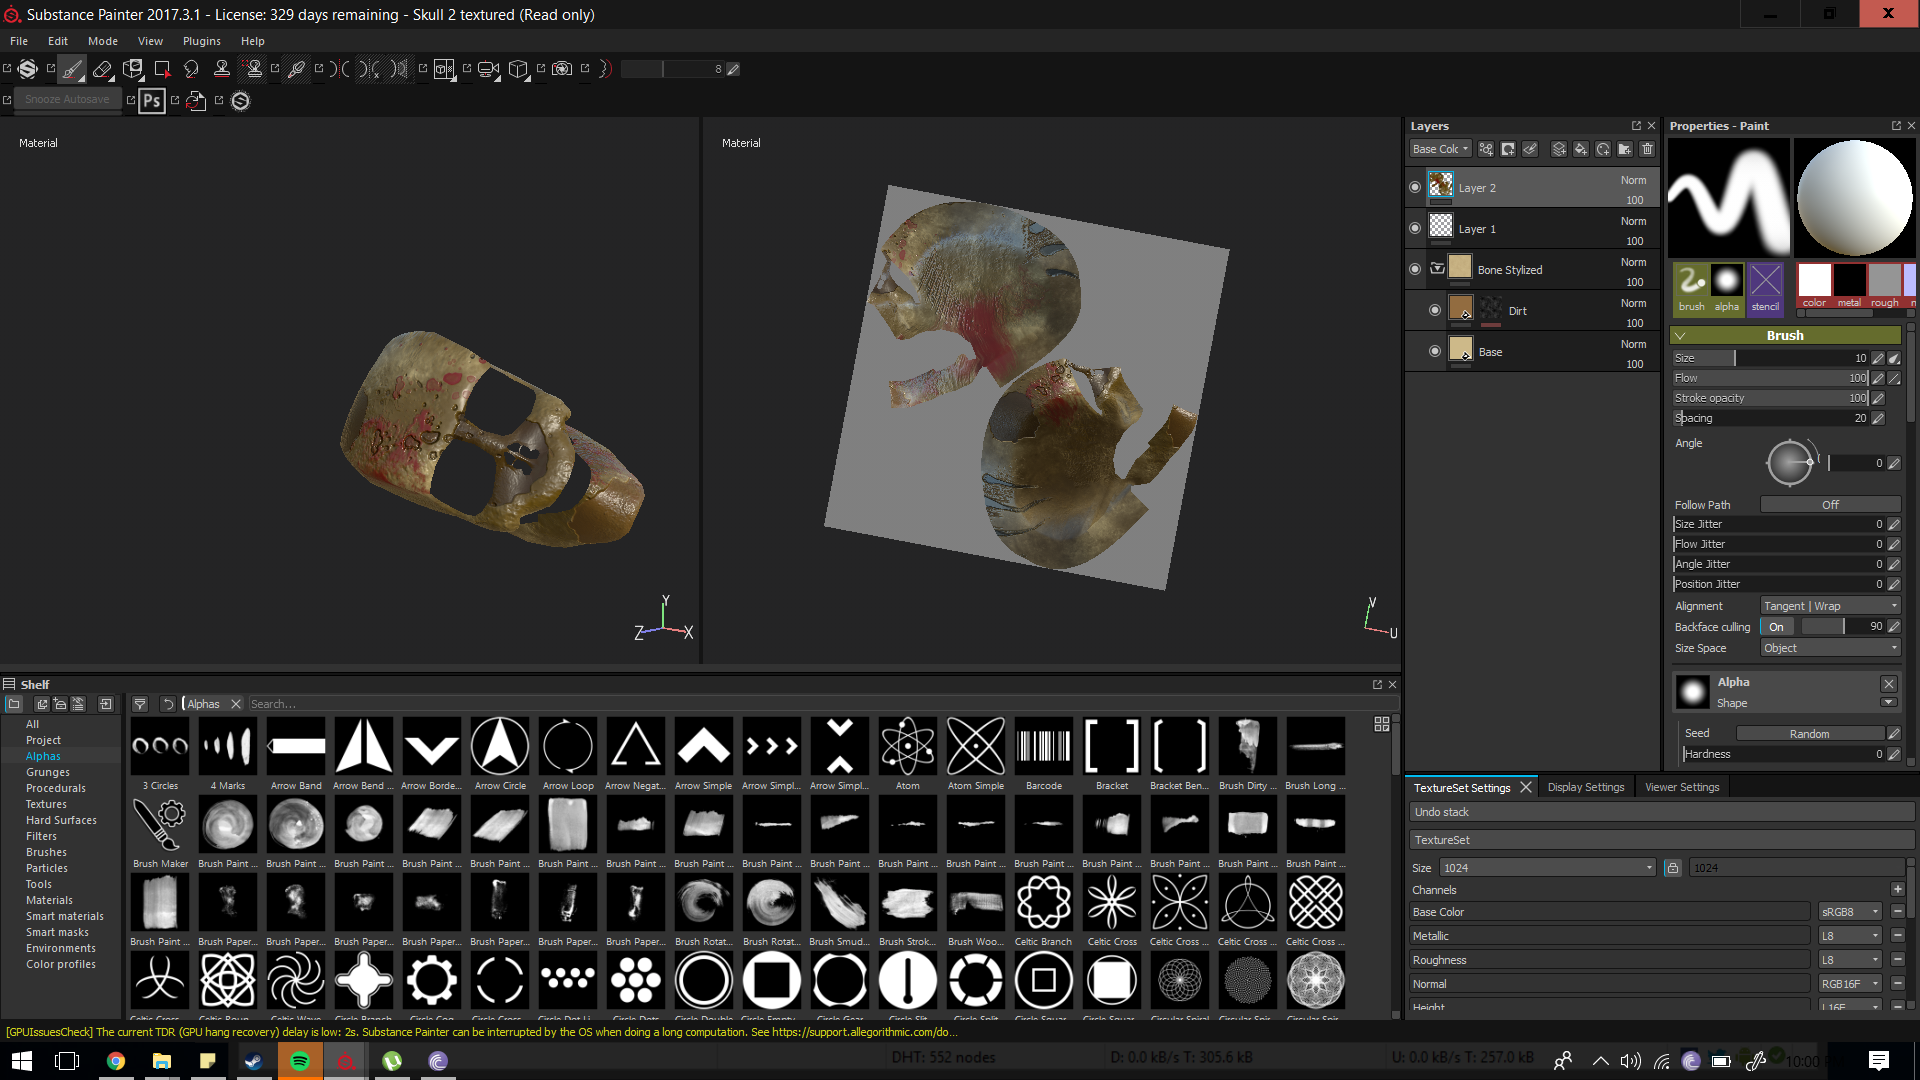 Substance Painter 2017.3.1 - License: 329 days remaining - Skull 2 textured (Read only)
File Edit Mode View Plugins Help
8
Snooze Autosave Ps
Material
Material
Y
Z X
V
U
Layers
Base Colc
Layer 2 Norm 100
Layer 1 Norm 100
Bone Stylized Norm 100
Dirt Norm 100
Base Norm 100
Properties - Paint
brush alpha stencil color metal rough
Brush
Size 10
Flow 100
Stroke opacity 100
Spacing 20
Angle 0
Follow Path Off
Size Jitter 0
Flow Jitter 0
Angle Jitter 0
Position Jitter 0
Alignment Tangent | Wrap
Backface culling On 90
Size Space Object
Alpha
Shape
Seed Random
Hardness 0
Shelf
Alphas Search...
All
Project
Alphas
Grunges
Procedurals
Textures
Hard Surfaces
Filters
Brushes
Particles
Tools
Materials
Smart materials
Smart masks
Environments
Color profiles
3 Circles 4 Marks Arrow Band Arrow Bend ... Arrow Borde... Arrow Circle Arrow Loop Arrow Negat... Arrow Simple Arrow Simpl... Arrow Simpl... Atom Atom Simple Barcode Bracket Bracket Ben... Brush Dirty ... Brush Long ...
Brush Maker Brush Paint ... Brush Paint ... Brush Paint ... Brush Paint ... Brush Paint ... Brush Paint ... Brush Paint ... Brush Paint ... Brush Paint ... Brush Paint ... Brush Paint ... Brush Paint ... Brush Paint ... Brush Paint ... Brush Paint ... Brush Paint ... Brush Paint ...
Brush Paint ... Brush Paper... Brush Paper... Brush Paper... Brush Paper... Brush Paper... Brush Paper... Brush Paper... Brush Rotat... Brush Rotat... Brush Smud... Brush Strok... Brush Woo... Celtic Branch Celtic Cross Celtic Cross ... Celtic Cross ... Celtic Cross ...
TextureSet Settings Display Settings Viewer Settings
Undo stack
TextureSet
Size 1024 1024
Channels
Base Color sRGB8
Metallic L8
Roughness L8
Normal RGB16F
Height L16F
[GPUIssuesCheck] The current TDR (GPU hang recovery) delay is low: 2s. Substance Painter can be interrupted by the OS when doing a long computation. See https://support.allegorithmic.com/do...
DHT: 552 nodes D: 0.0 kB/s T: 305.6 kB U: 0.0 kB/s T: 257.0 kB 10:00